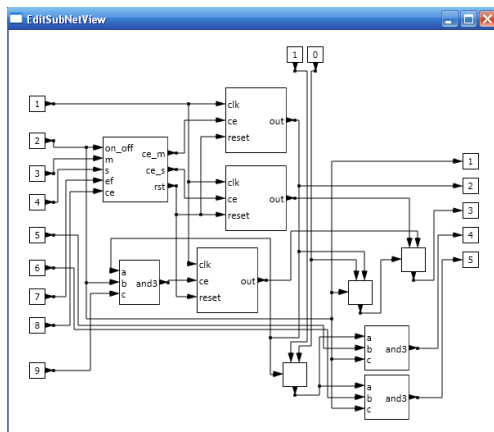 EditSubNetView
1 0
1 clk
2 on_off ce_m ce out 1
3 m reset 2
4 s ce_s clk 3
ef rst ce out 4
5 ce reset 5
6 a clk
7 b and3 ce out
8 c reset
9 a
b and3
c
a
b and3
c